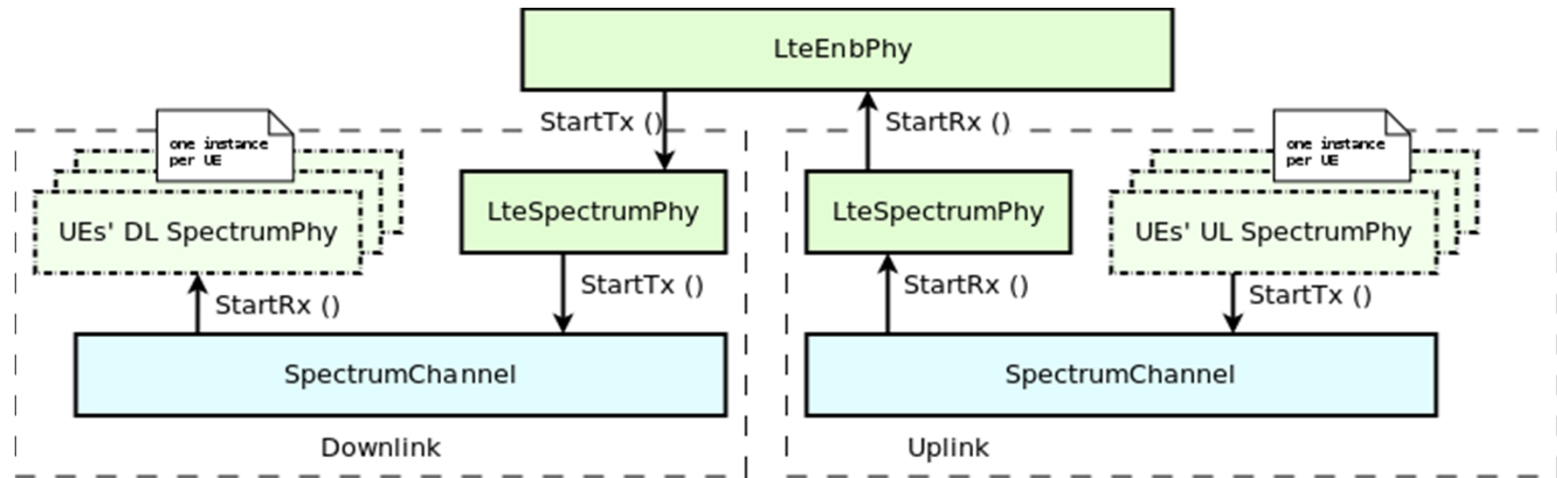 LteEnbPhy
StartTx ()
StartRx ()
one instance
per UE
one instance
per UE
UEs' DL SpectrumPhy
LteSpectrumPhy
LteSpectrumPhy
UEs' UL SpectrumPhy
StartRx ()
StartTx ()
StartRx ()
StartTx ()
SpectrumChannel
SpectrumChannel
Downlink
Uplink